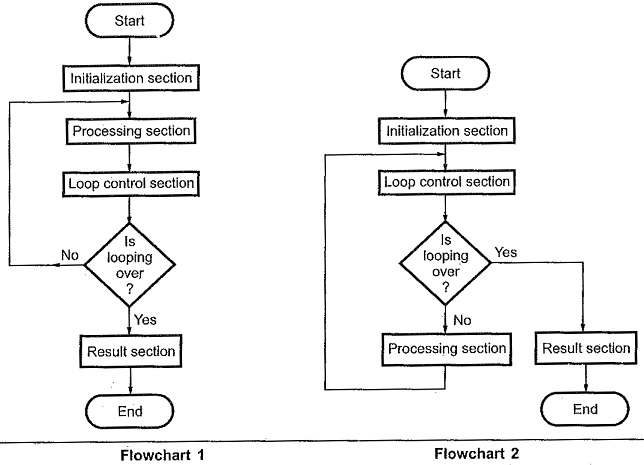 Start
Initialization section
Processing section
Loop control section
Is
looping
over
?
No
Yes
Result section
End
Flowchart 1
Start
Initialization section
Loop control section
Is
looping
over
?
Yes
No
Processing section
Result section
End
Flowchart 2